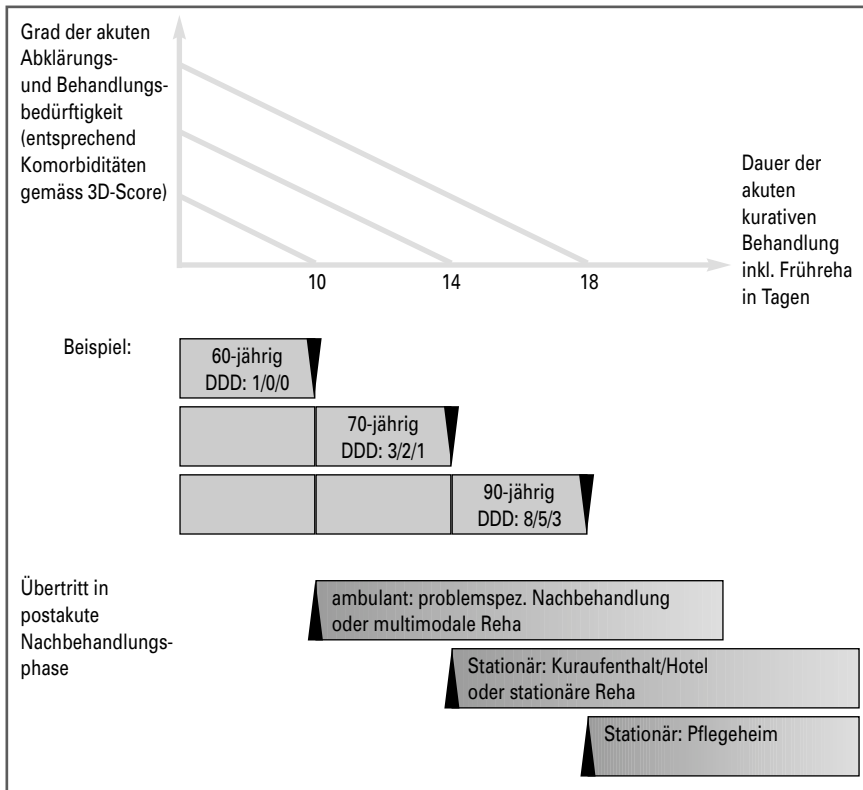 Grad der akuten
Abklärungs-
und Behandlungs-
bedürftigkeit
(entsprechend
Komorbiditäten
gemäss 3D-Score)
Dauer der
akuten
kurativen
Behandlung
inkl. Frühreha
in Tagen
10
14
18
Beispiel:
60-jährig
DDD: 1/0/0
70-jährig
DDD: 3/2/1
90-jährig
DDD: 8/5/3
Übertritt in
postakute
Nachbehandlungs-
phase
ambulant: problemspez. Nachbehandlung
oder multimodale Reha
Stationär: Kuraufenthalt/Hotel
oder stationäre Reha
Stationär: Pflegeheim